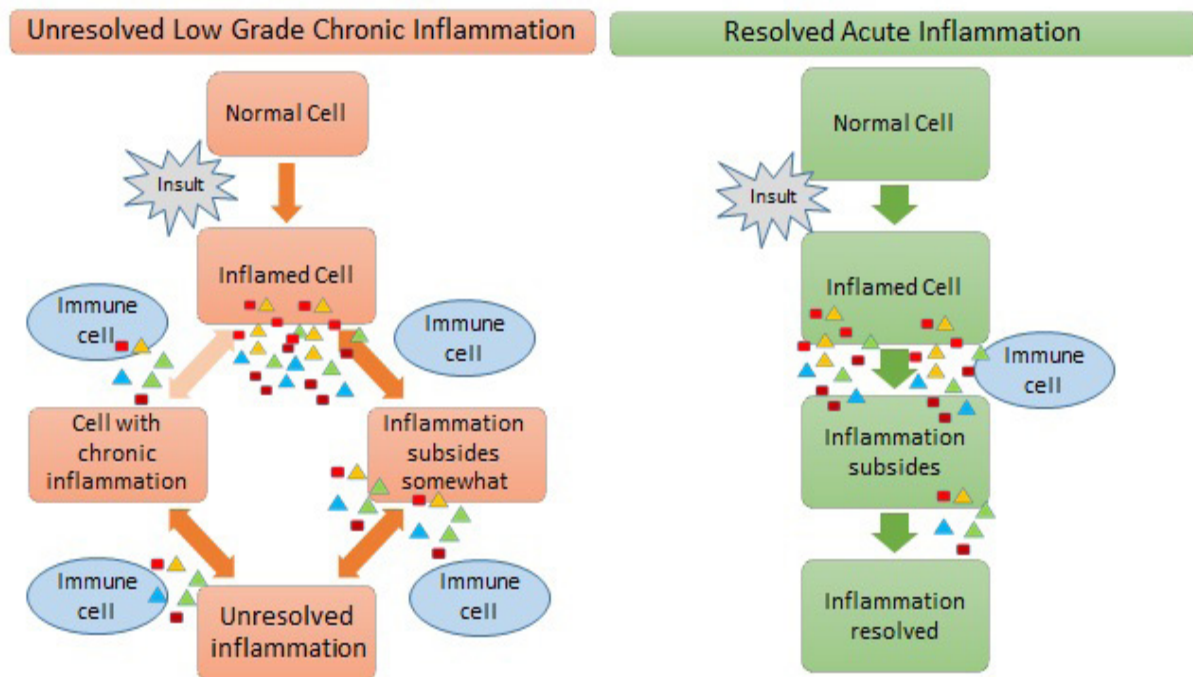 Unresolved Low Grade Chronic Inflammation
Normal Cell
Insult
Inflamed Cell
Immune
cell
Immune
cell
Cell with
chronic
inflammation
Inflammation
subsides
somewhat
Immune
cell
Immune
cell
Unresolved
inflammation
Resolved Acute Inflammation
Normal Cell
Insult
Inflamed Cell
Immune
cell
Inflammation
subsides
Inflammation
resolved